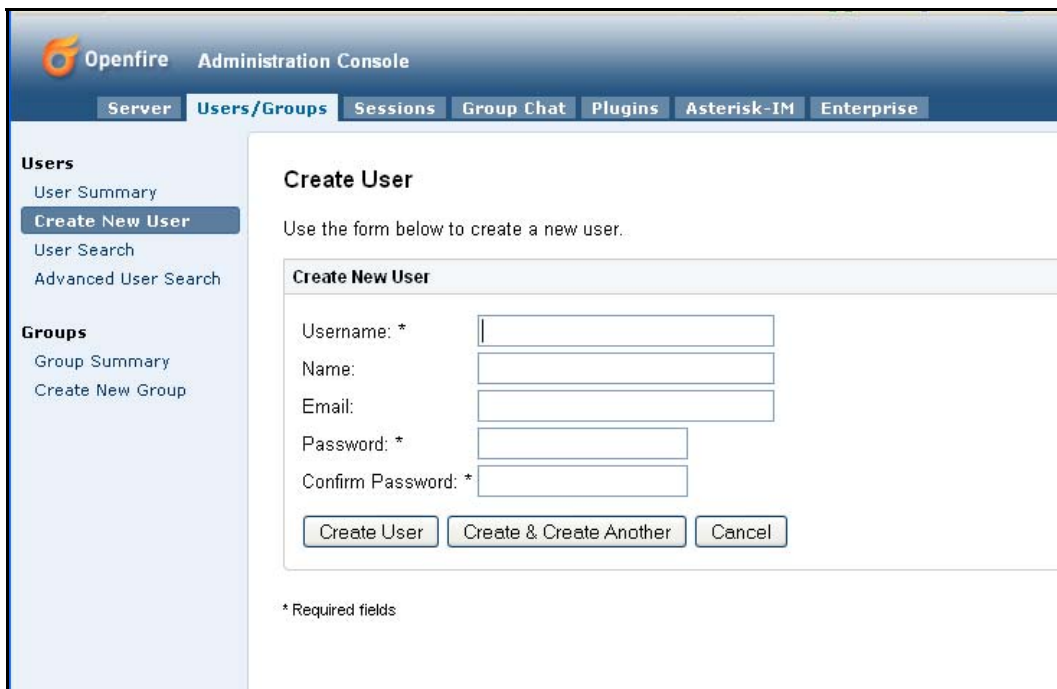 Openfire Administration Console
Server Users/Groups Sessions Group Chat Plugins Asterisk-IM Enterprise
Users
User Summary
Create New User
User Search
Advanced User Search
Groups
Group Summary
Create New Group
Create User
Use the form below to create a new user.
Create New User
Username: *
Name:
Email:
Password: *
Confirm Password: *
Create User Create & Create Another Cancel
* Required fields